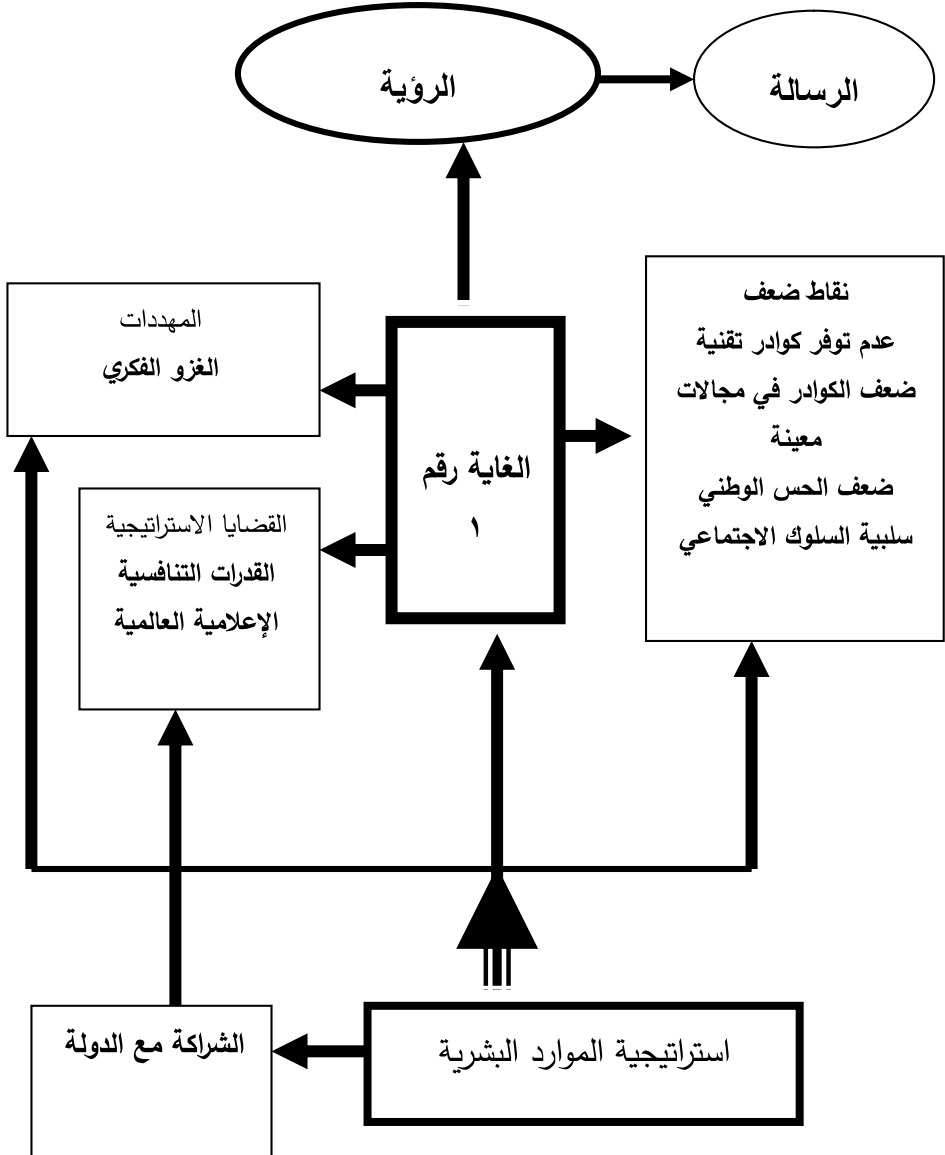 الرؤية
الرسالة
نقاط ضعف
عدم توفر كوادر تقنية
ضعف الكوادر في مجالات
معينة
ضعف الحس الوطني
سلبية السلوك الاجتماعي
المهددات
الغزو الفكري
الغاية رقم
١
القضايا الاستراتيجية
القدرات التنافسية
الإعلامية العالمية
استراتيجية الموارد البشرية
الشراكة مع الدولة